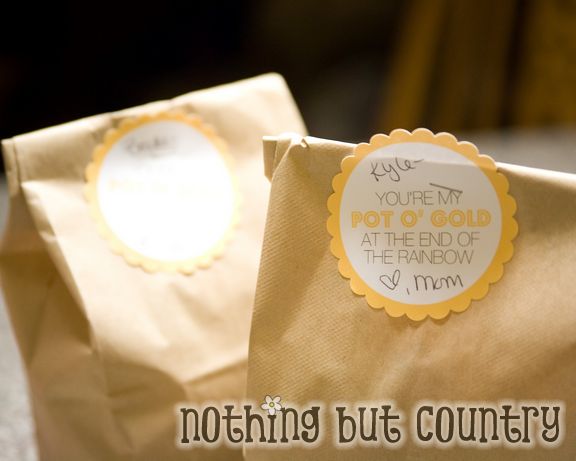 Kyle-
YOU'RE MY
POT O' GOLD
AT THE END OF
THE RAINBOW
♡, Mom
nothing but country